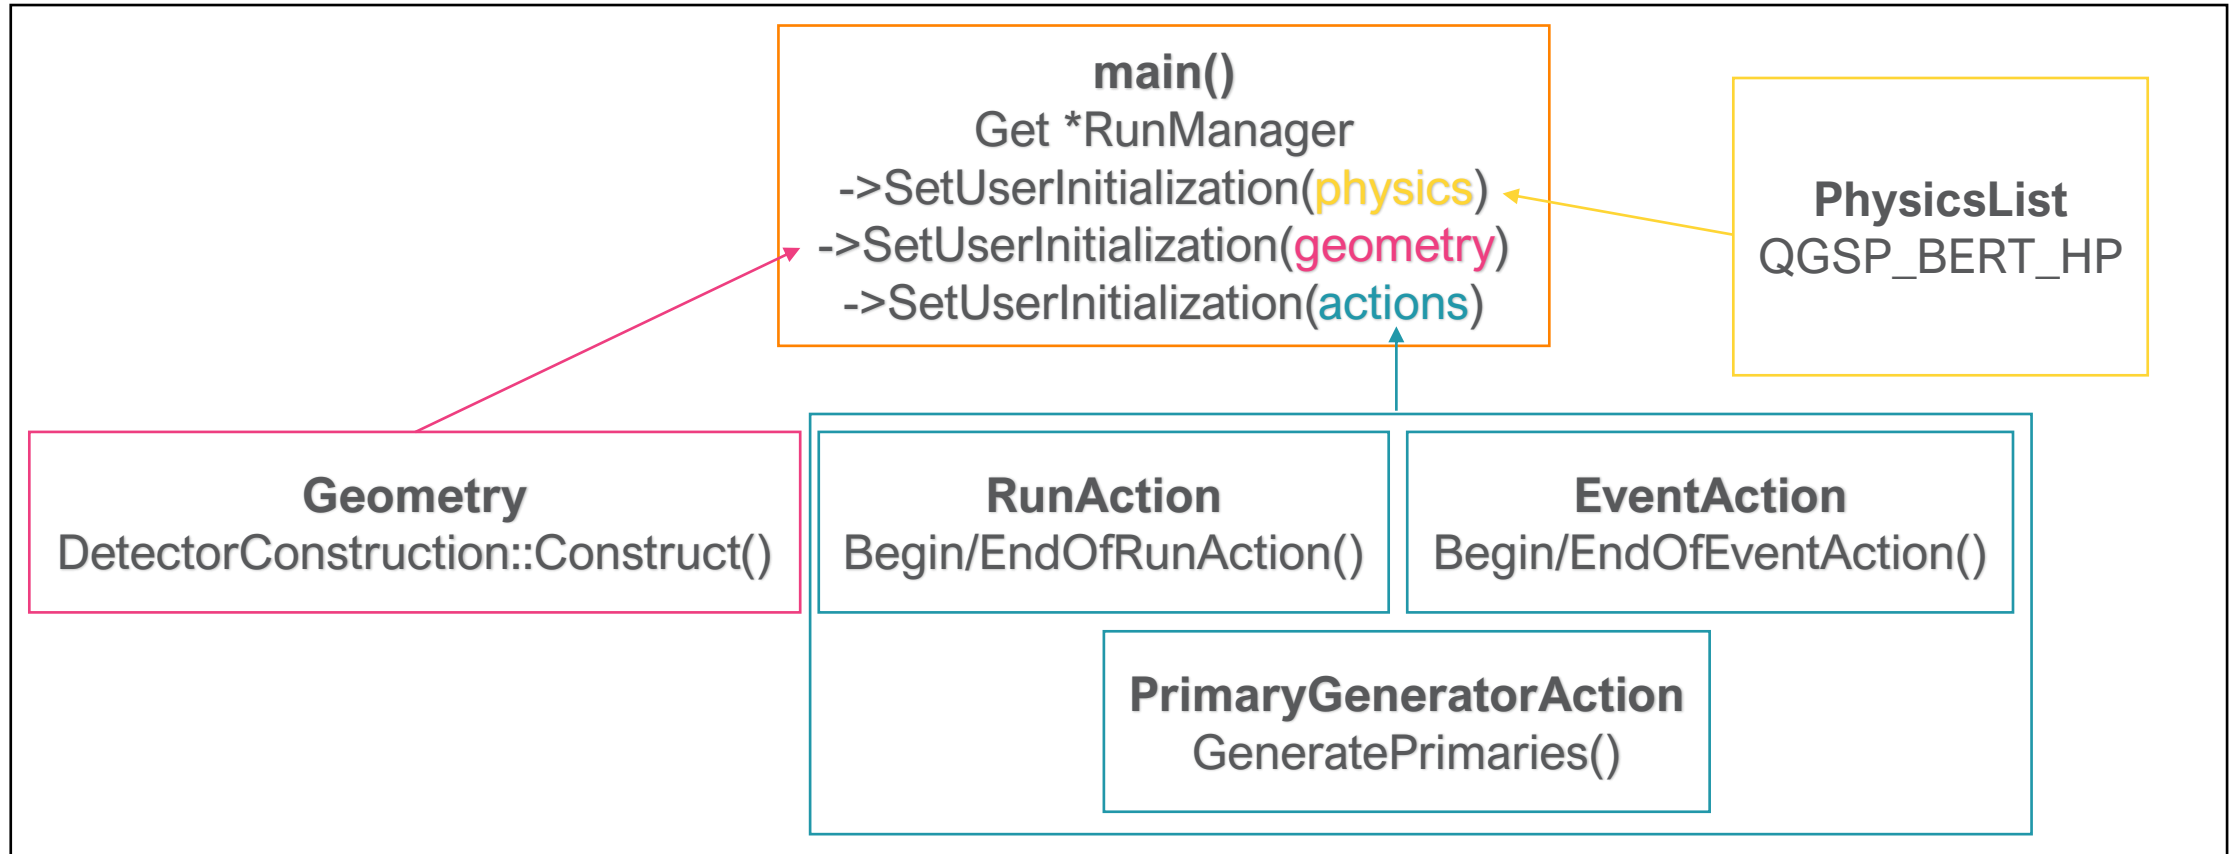 main()
Get *RunManager
->SetUserInitialization(physics)
->SetUserInitialization(geometry)
->SetUserInitialization(actions)
PhysicsList
QGSP_BERT_HP
Geometry
DetectorConstruction::Construct()
RunAction
Begin/EndOfRunAction()
EventAction
Begin/EndOfEventAction()
PrimaryGeneratorAction
GeneratePrimaries()